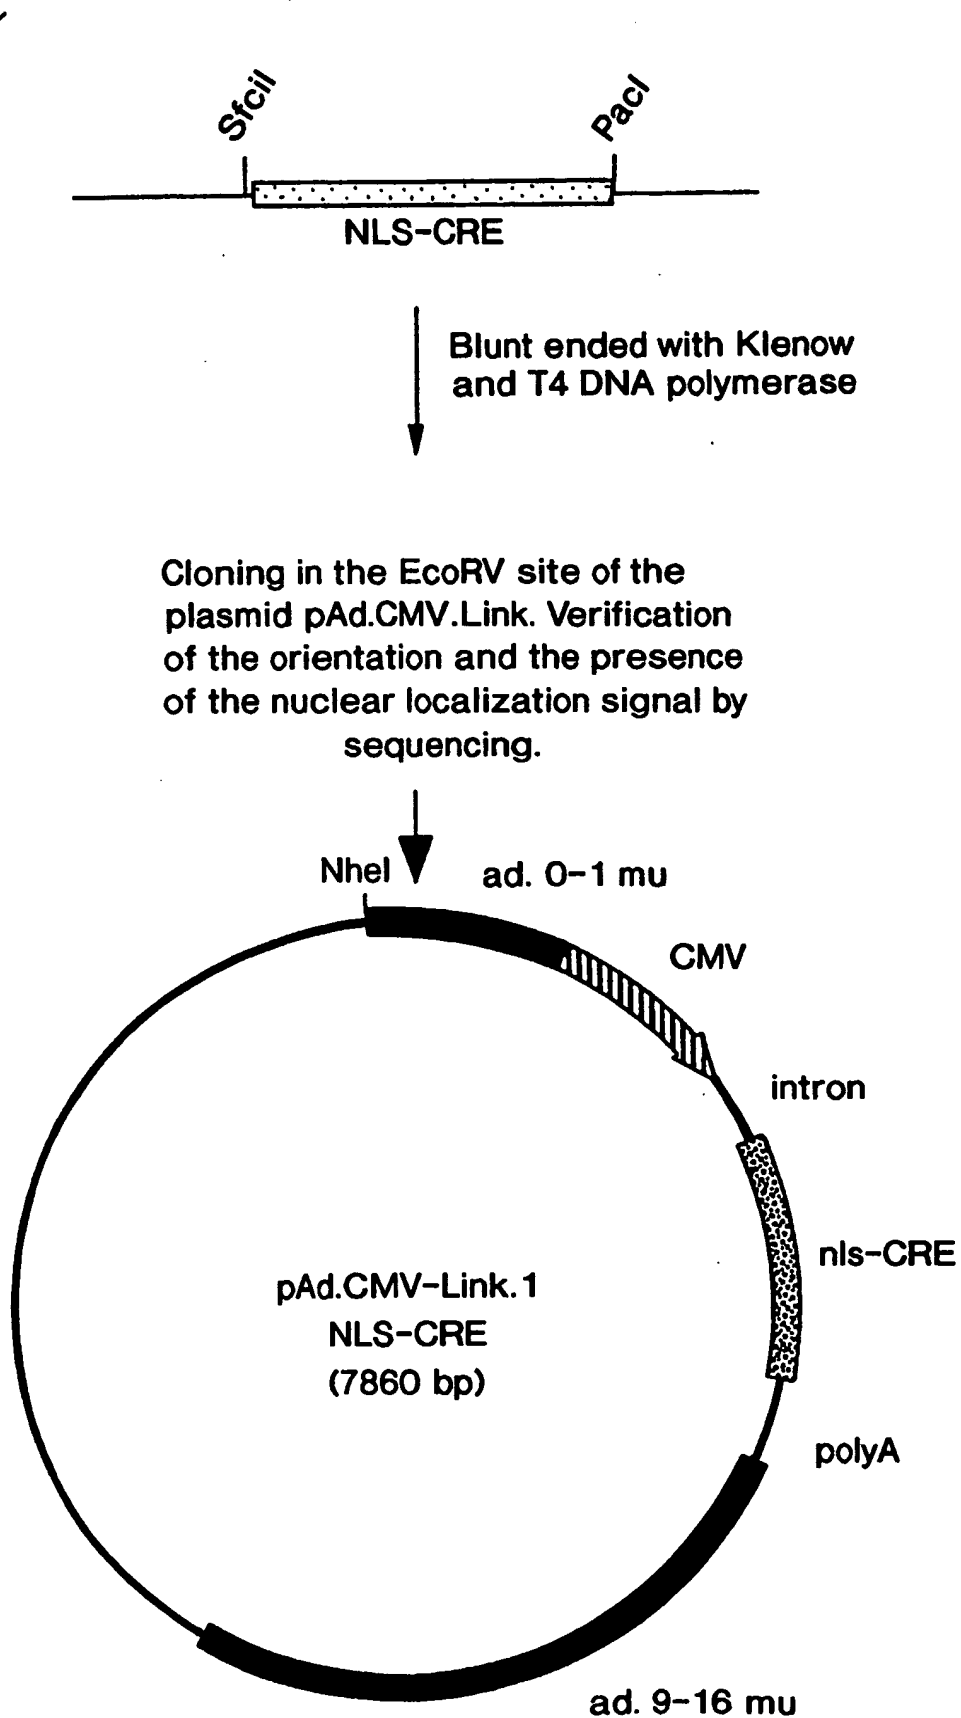 SfciI
PacI
NLS-CRE
Blunt ended with Klenow
and T4 DNA polymerase
Cloning in the EcoRV site of the
plasmid pAd.CMV.Link. Verification
of the orientation and the presence
of the nuclear localization signal by
sequencing.
NheI
ad. 0-1 mu
CMV
intron
nls-CRE
pAd.CMV-Link.1
NLS-CRE
(7860 bp)
polyA
ad. 9-16 mu